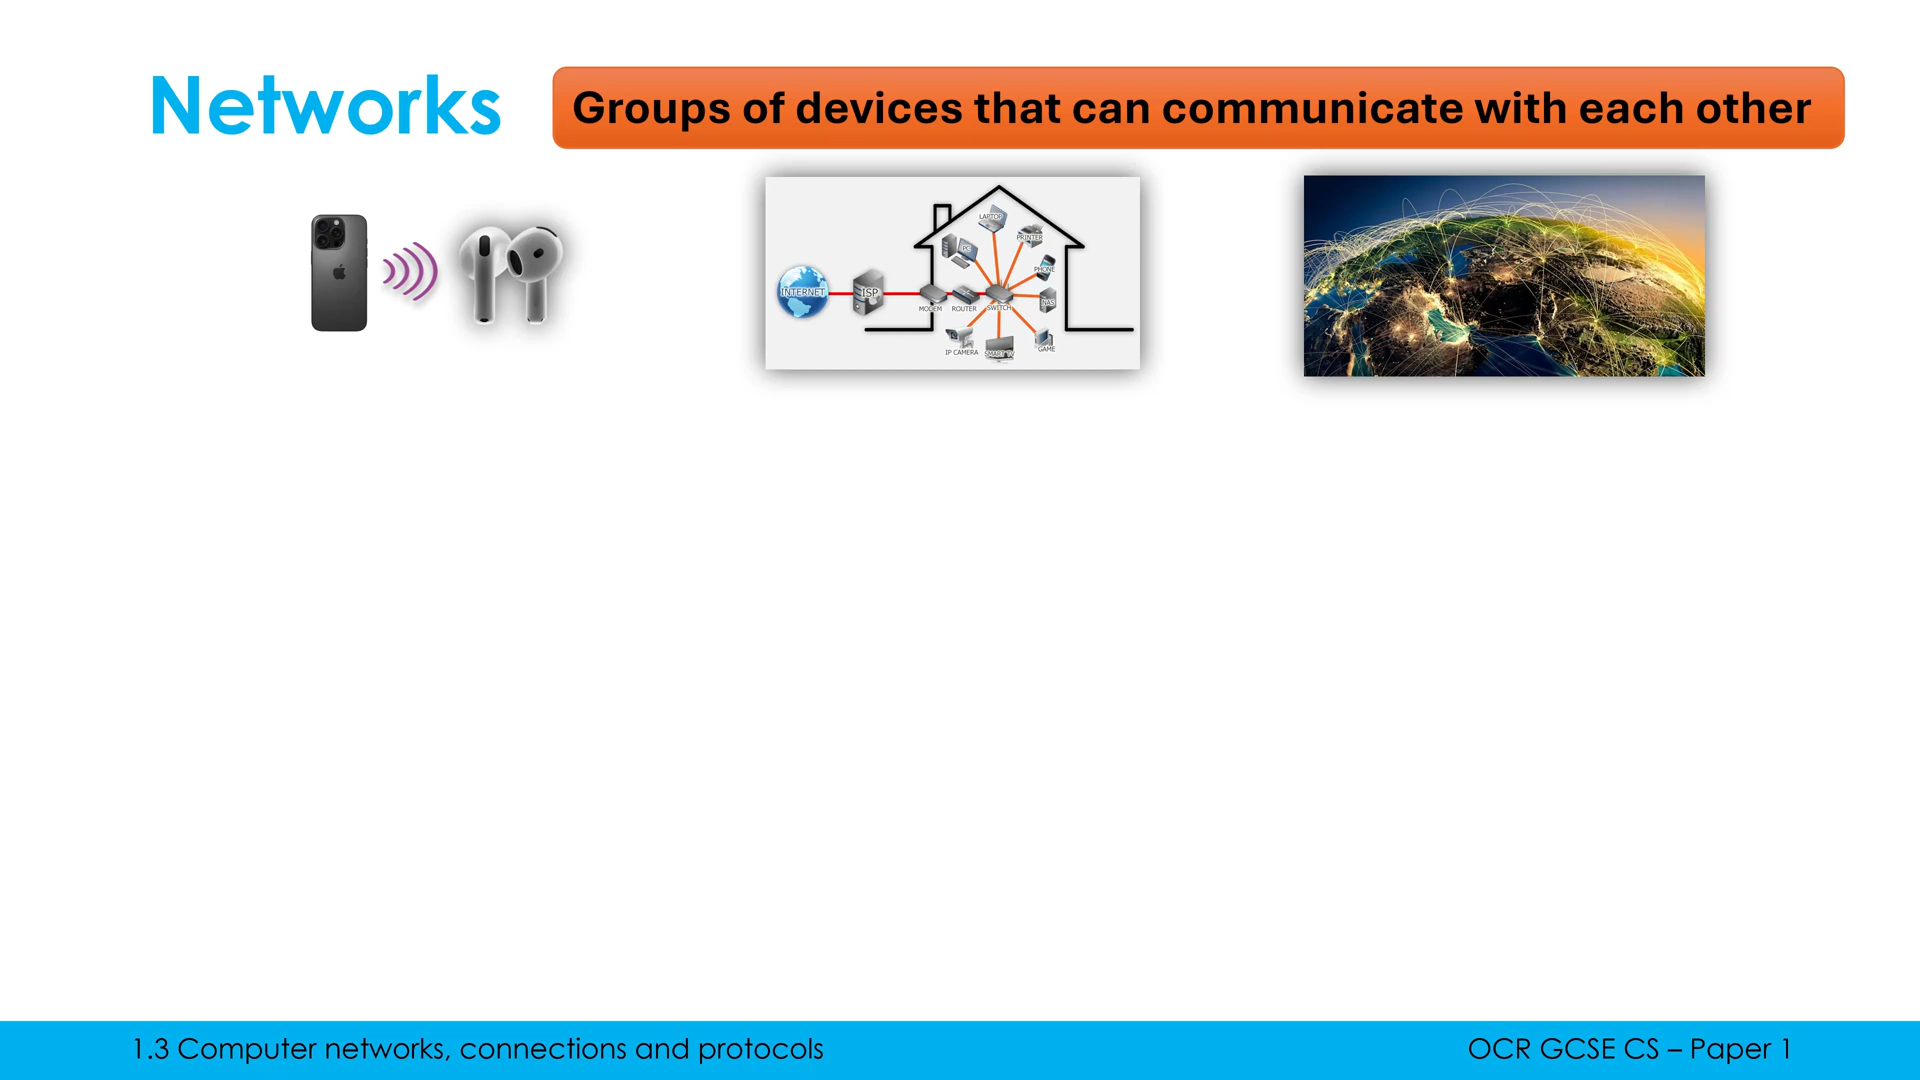 Networks
Groups of devices that can communicate with each other
LAPTOP
PRINTER
PC
PHONE
INTERNET
ISP
NAS
MODEM
ROUTER
SWITCH
IP CAMERA
SMART TV
GAME
1.3 Computer networks, connections and protocols
OCR GCSE CS – Paper 1